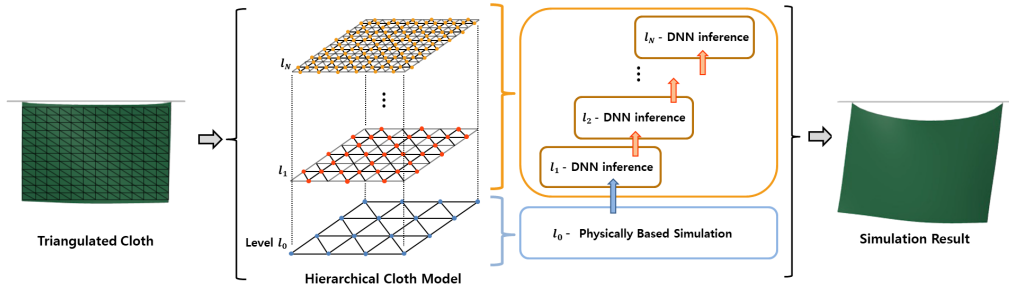 Triangulated Cloth
l_N
⋮
l_1
Level l_0
Hierarchical Cloth Model
l_N - DNN inference
⋮
l_2 - DNN inference
l_1 - DNN inference
l_0 - Physically Based Simulation
Simulation Result